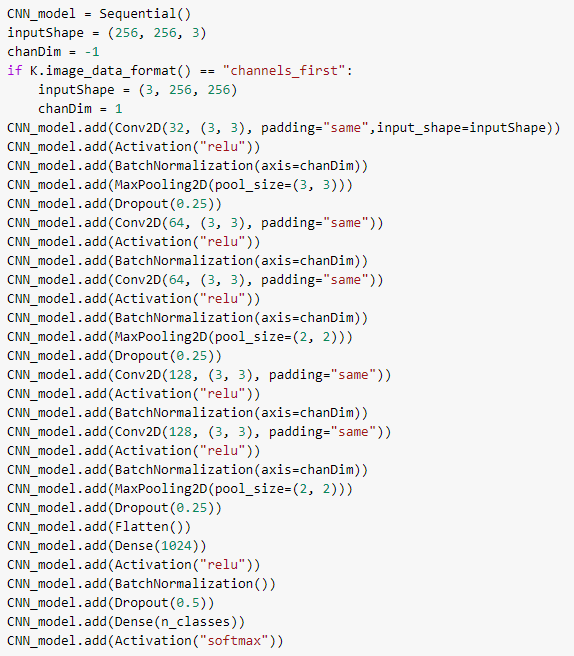 CNN_model = Sequential()
inputShape = (256, 256, 3)
chanDim = -1
if K.image_data_format() == "channels_first":
    inputShape = (3, 256, 256)
    chanDim = 1
CNN_model.add(Conv2D(32, (3, 3), padding="same",input_shape=inputShape))
CNN_model.add(Activation("relu"))
CNN_model.add(BatchNormalization(axis=chanDim))
CNN_model.add(MaxPooling2D(pool_size=(3, 3)))
CNN_model.add(Dropout(0.25))
CNN_model.add(Conv2D(64, (3, 3), padding="same"))
CNN_model.add(Activation("relu"))
CNN_model.add(BatchNormalization(axis=chanDim))
CNN_model.add(Conv2D(64, (3, 3), padding="same"))
CNN_model.add(Activation("relu"))
CNN_model.add(BatchNormalization(axis=chanDim))
CNN_model.add(MaxPooling2D(pool_size=(2, 2)))
CNN_model.add(Dropout(0.25))
CNN_model.add(Conv2D(128, (3, 3), padding="same"))
CNN_model.add(Activation("relu"))
CNN_model.add(BatchNormalization(axis=chanDim))
CNN_model.add(Conv2D(128, (3, 3), padding="same"))
CNN_model.add(Activation("relu"))
CNN_model.add(BatchNormalization(axis=chanDim))
CNN_model.add(MaxPooling2D(pool_size=(2, 2)))
CNN_model.add(Dropout(0.25))
CNN_model.add(Flatten())
CNN_model.add(Dense(1024))
CNN_model.add(Activation("relu"))
CNN_model.add(BatchNormalization())
CNN_model.add(Dropout(0.5))
CNN_model.add(Dense(n_classes))
CNN_model.add(Activation("softmax"))